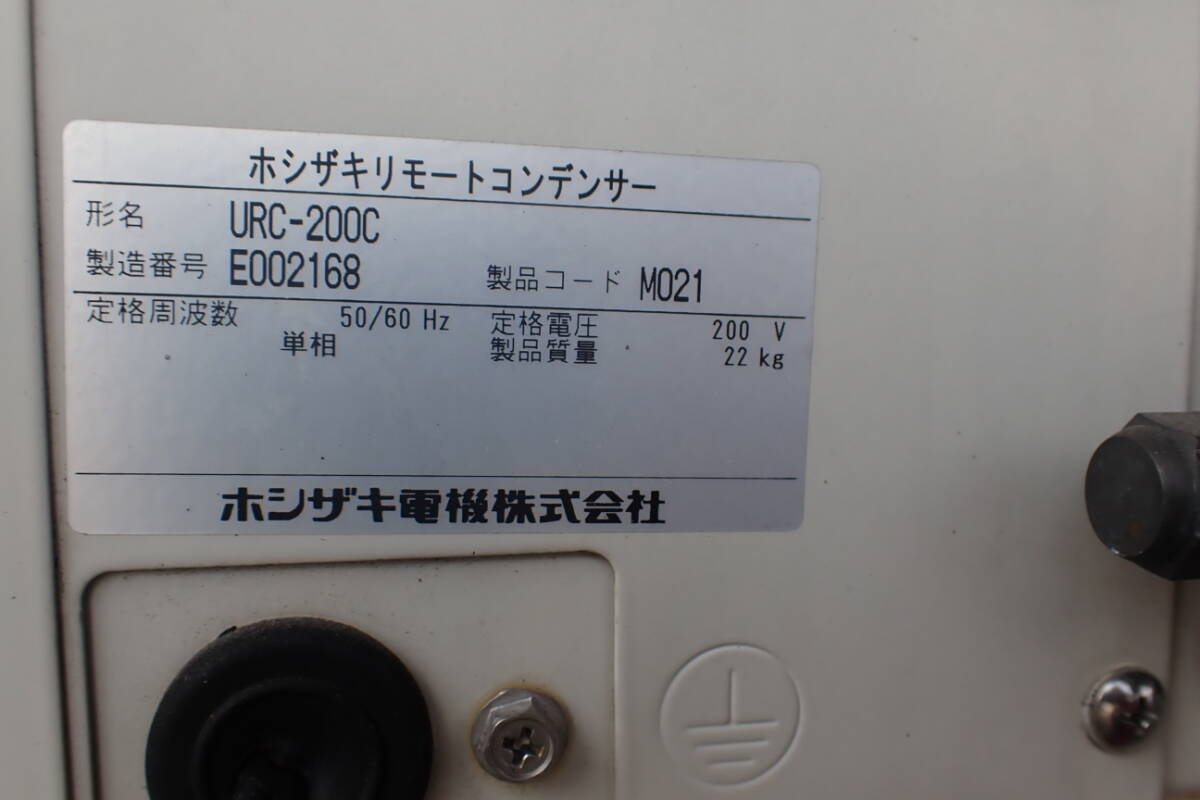 ホシザキリモートコンデンサー
形名 URC-200C
製造番号 E002168 製品コード M021
定格周波数 50/60 Hz 定格電圧 200 V
単相 製品質量 22 kg
ホシザキ電機株式会社